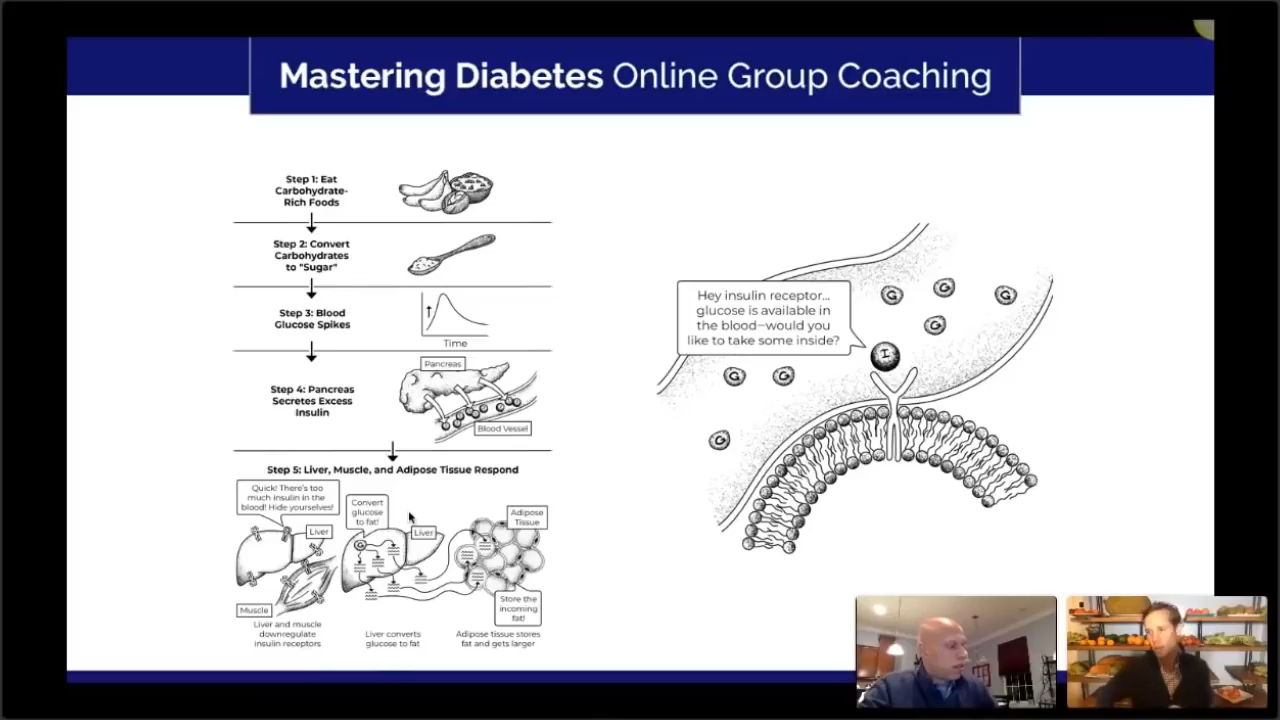 Mastering Diabetes Online Group Coaching
Step 1: Eat
Carbohydrate-
Rich Foods
Step 2: Convert
Carbohydrates
to "Sugar"
Step 3: Blood
Glucose Spikes
Time
Step 4: Pancreas
Secretes Excess
Insulin
Pancreas
Blood Vessel
Step 5: Liver, Muscle, and Adipose Tissue Respond
Quick! There's too
much insulin in the
blood! Hide yourselves!
Liver
Muscle
Liver and muscle
downregulate
insulin receptors
Convert
glucose
to fat!
Liver
G
Liver converts
glucose to fat
Adipose
Tissue
Store the
incoming
fat!
Adipose tissue stores
fat and gets larger
Hey insulin receptor...
glucose is available in
the blood—would you
like to take some inside?
I
G
G
G
G
G
G
G